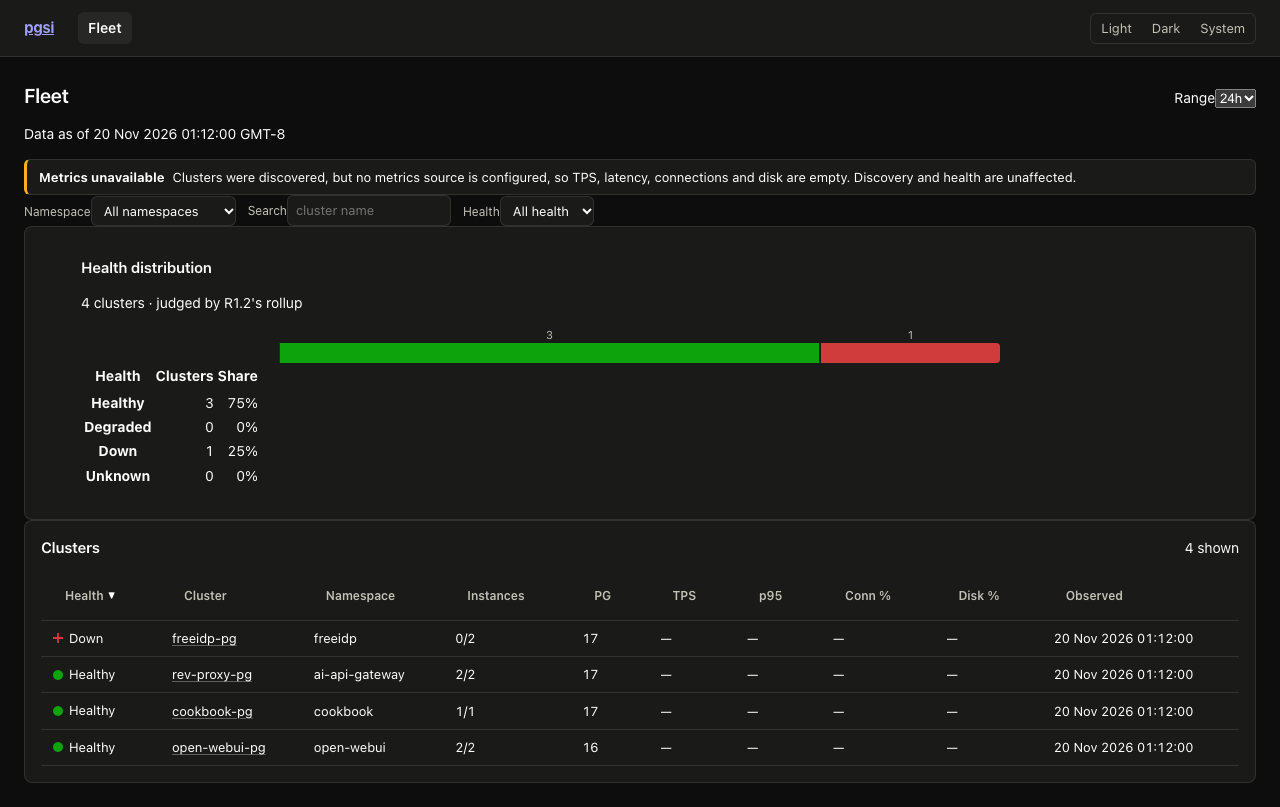 pgsi Fleet Light Dark System
Fleet Range 24h
Data as of 20 Nov 2026 01:12:00 GMT-8
Metrics unavailable Clusters were discovered, but no metrics source is configured, so TPS, latency, connections and disk are empty. Discovery and health are unaffected.
Namespace All namespaces Search cluster name Health All health
Health distribution
4 clusters · judged by R1.2's rollup
3 1
Health Clusters Share
Healthy 3 75%
Degraded 0 0%
Down 1 25%
Unknown 0 0%
Clusters 4 shown
Health ▼ Cluster Namespace Instances PG TPS p95 Conn % Disk % Observed
Down freeidp-pg freeidp 0/2 17 — — — — 20 Nov 2026 01:12:00
Healthy rev-proxy-pg ai-api-gateway 2/2 17 — — — — 20 Nov 2026 01:12:00
Healthy cookbook-pg cookbook 1/1 17 — — — — 20 Nov 2026 01:12:00
Healthy open-webui-pg open-webui 2/2 16 — — — — 20 Nov 2026 01:12:00